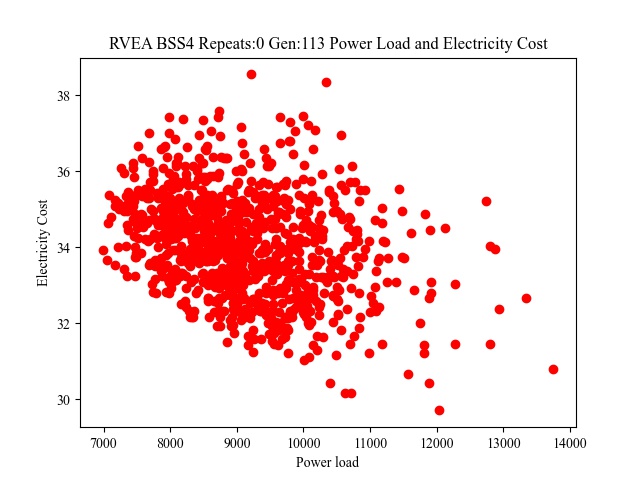 RVEA BSS4 Repeats:0 Gen:113 Power Load and Electricity Cost
38
36
34
32
30
Electricity Cost
7000 8000 9000 10000 11000 12000 13000 14000
Power load